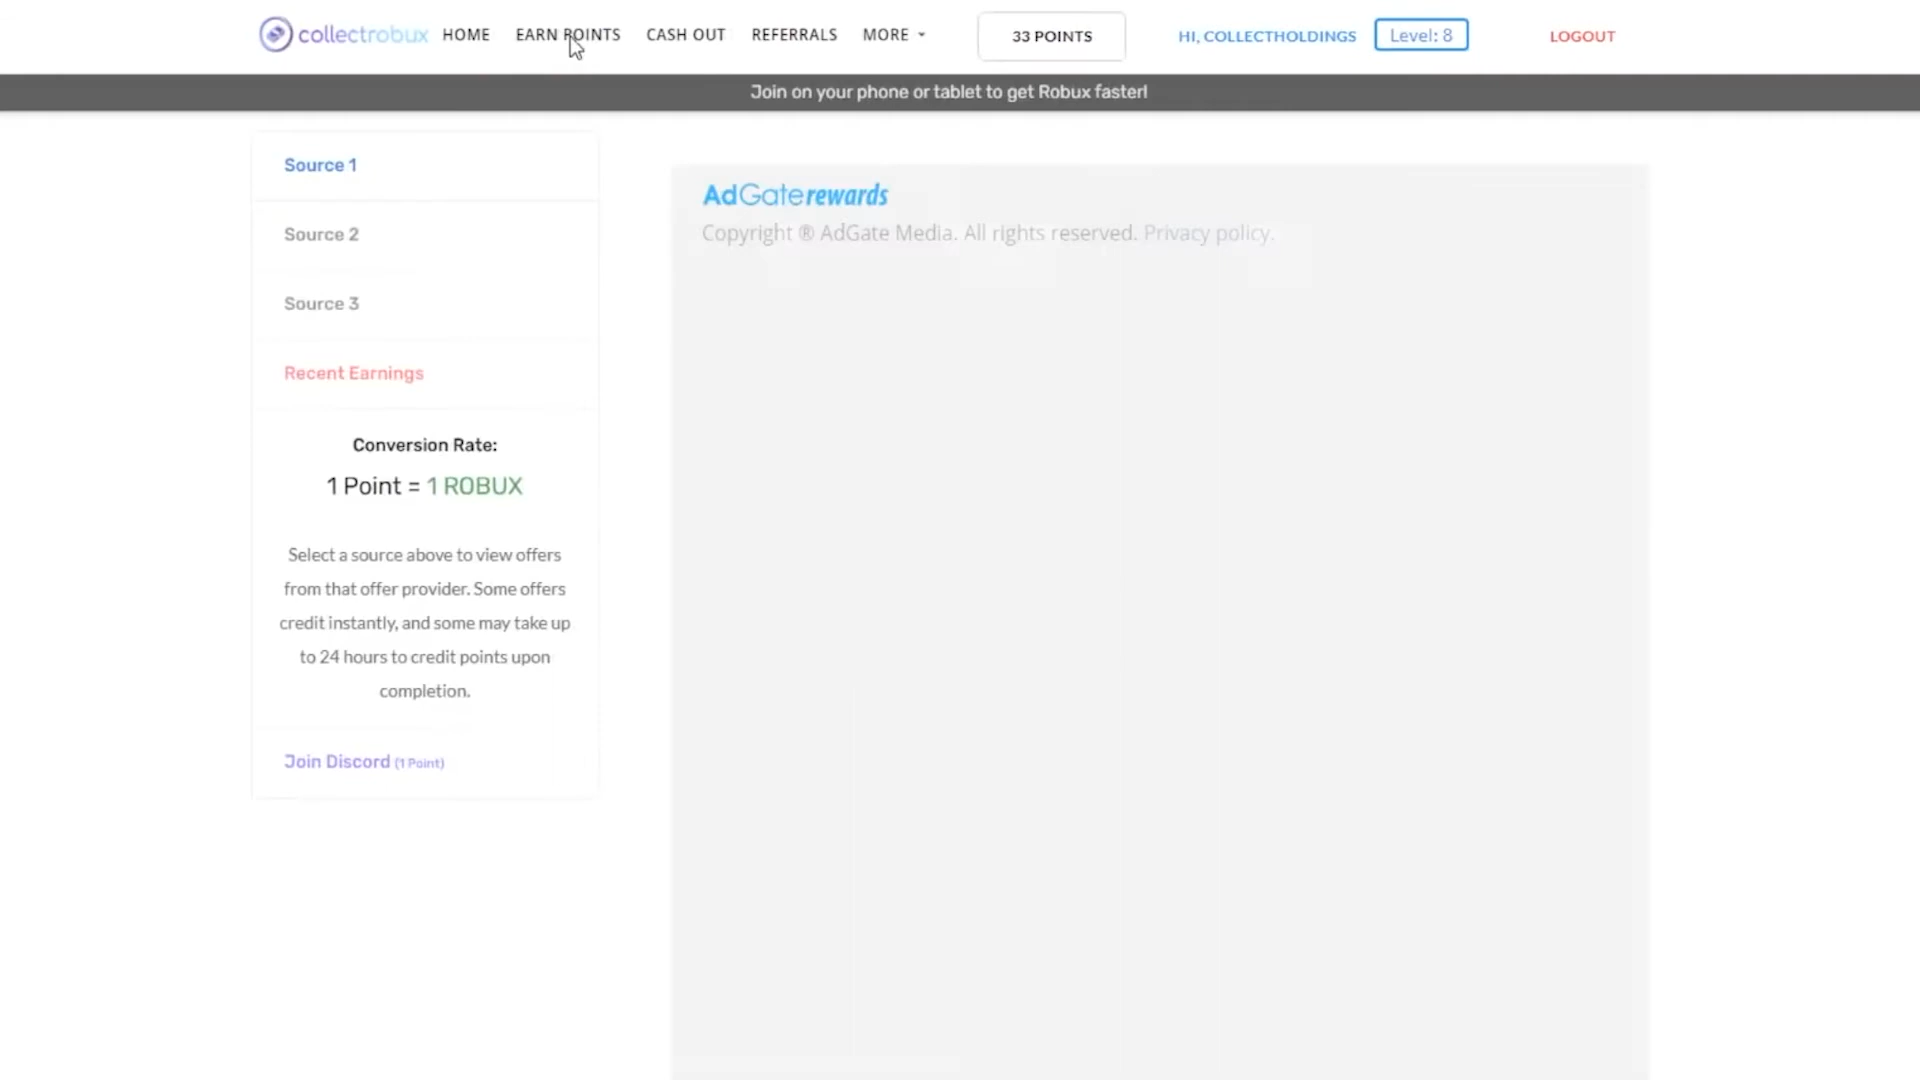 collectrobux HOME EARN POINTS CASH OUT REFERRALS MORE 33 POINTS HI, COLLECTHOLDINGS Level: 8 LOGOUT
Join on your phone or tablet to get Robux faster!
Source 1
Source 2
Source 3
Recent Earnings
Conversion Rate:
1 Point = 1 ROBUX
Select a source above to view offers
from that offer provider. Some offers
credit instantly, and some may take up
to 24 hours to credit points upon
completion.
Join Discord (1 Point)
AdGate rewards
Copyright ® AdGate Media. All rights reserved. Privacy policy.